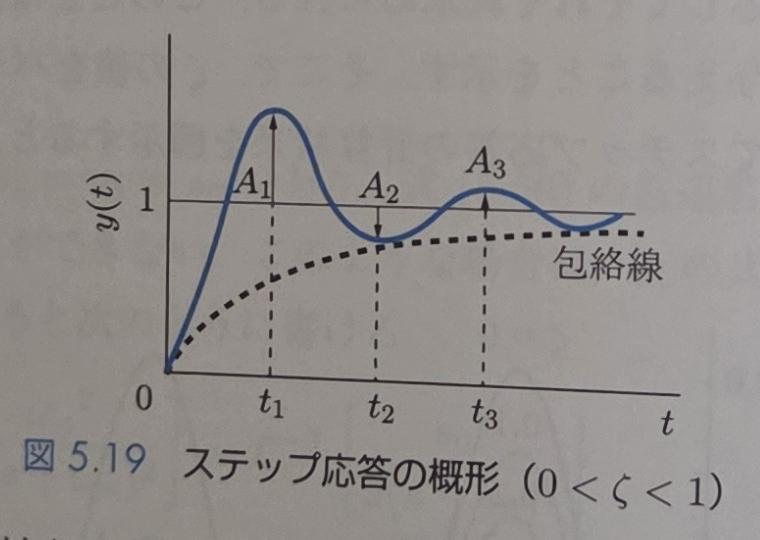 y(t)
1
A₁
A₂
A₃
包絡線
0
t₁
t₂
t₃
t
図 5.19 ステップ応答の概形（0 < ζ < 1）